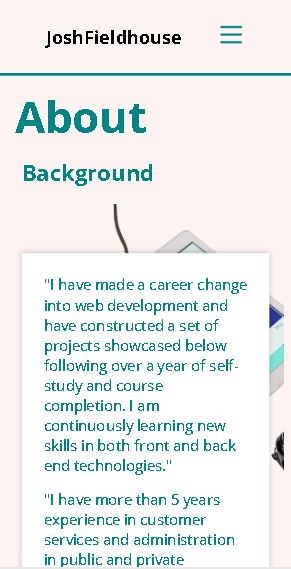 JoshFieldhouse
About
Background
"I have made a career change
into web development and
have constructed a set of
projects showcased below
following over a year of self-
study and course
completion. I am
continuously learning new
skills in both front and back
end technologies."
"I have more than 5 years
experience in customer
services and administration
in public and private